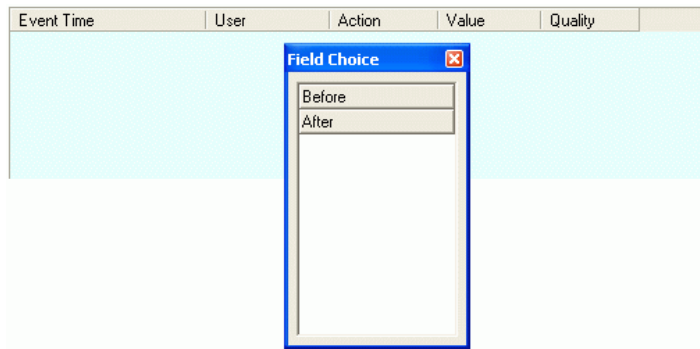 Event Time User Action Value Quality
Field Choice
Before
After